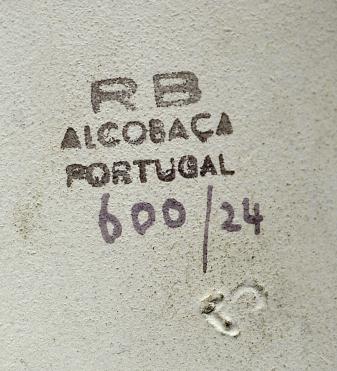 RB
ALCOBAÇA
PORTUGAL
600/24